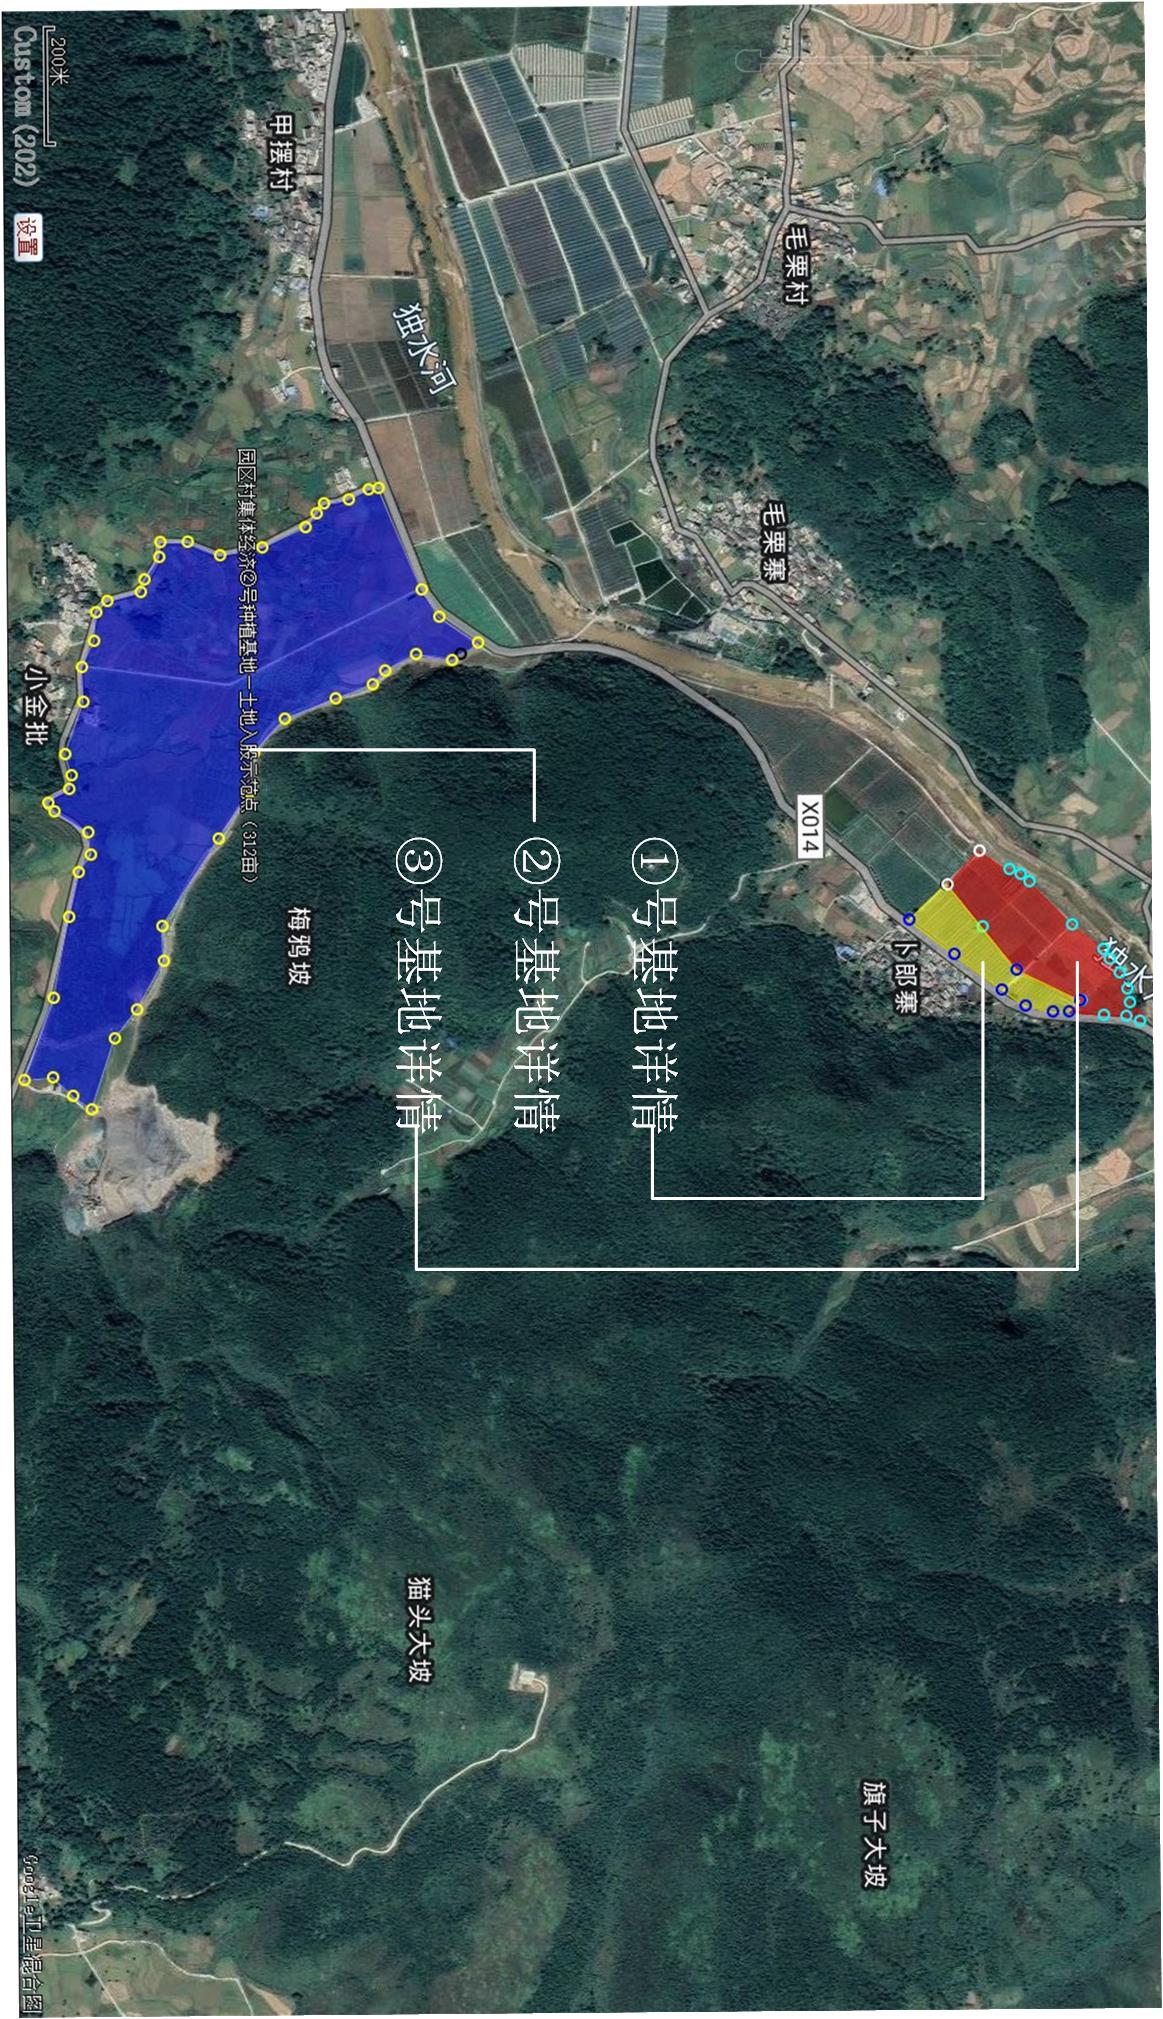 独水
卜郎寨
旗子大坡
X014
毛栗村
毛栗寨
①号基地详情
②号基地详情
③号基地详情
独水河
猫头大坡
梅鸦坡
甲摆村
园区村集体经济②号种植基地—土地入股示范点（312亩）
小金批
200米
Custom(202)
设置
Google卫星混合图